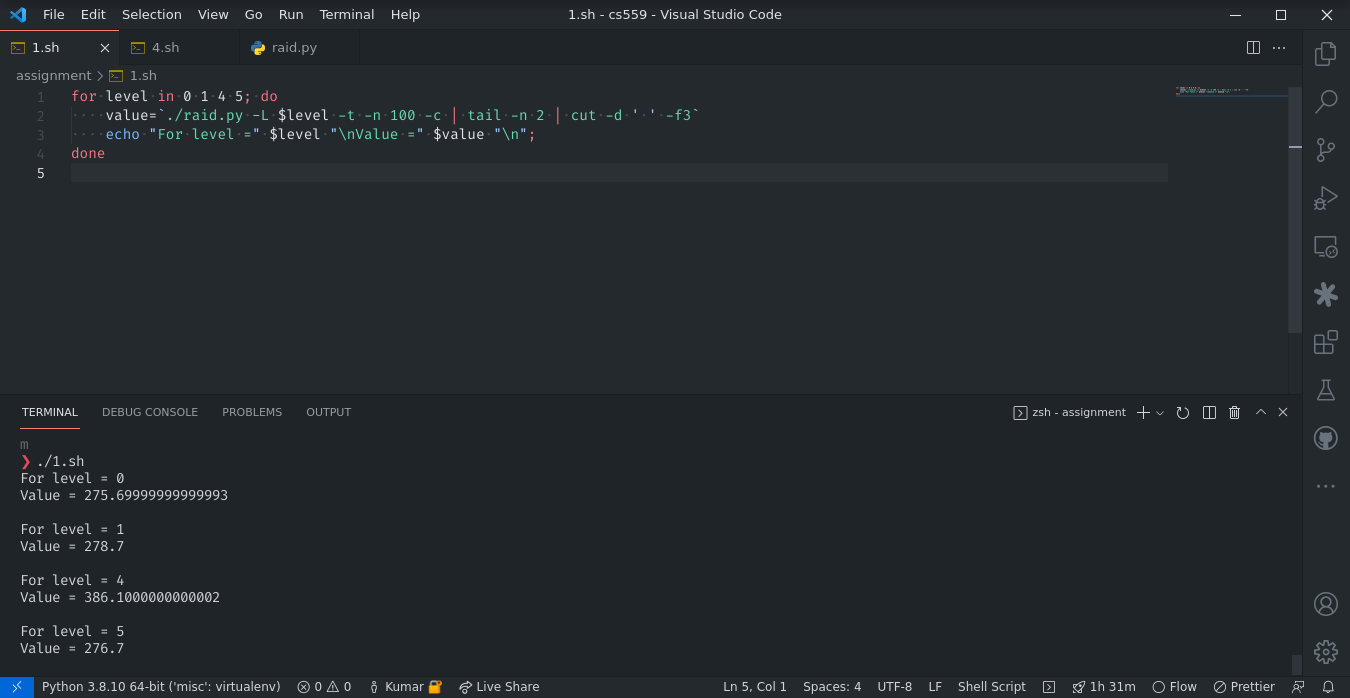 File Edit Selection View Go Run Terminal Help 1.sh - cs559 - Visual Studio Code
1.sh 4.sh raid.py
assignment > 1.sh
1 for level in 0 1 4 5; do
2 value=`./raid.py -L $level -t -n 100 -c | tail -n 2 | cut -d ' ' -f3`
3 echo "For level =" $level "\nValue =" $value "\n";
4 done
5
TERMINAL DEBUG CONSOLE PROBLEMS OUTPUT zsh - assignment
m
❯ ./1.sh
For level = 0
Value = 275.69999999999993
For level = 1
Value = 278.7
For level = 4
Value = 386.1000000000002
For level = 5
Value = 276.7
Python 3.8.10 64-bit ('misc': virtualenv) 0 0 Kumar Live Share Ln 5, Col 1 Spaces: 4 UTF-8 LF Shell Script 1h 31m Flow Prettier